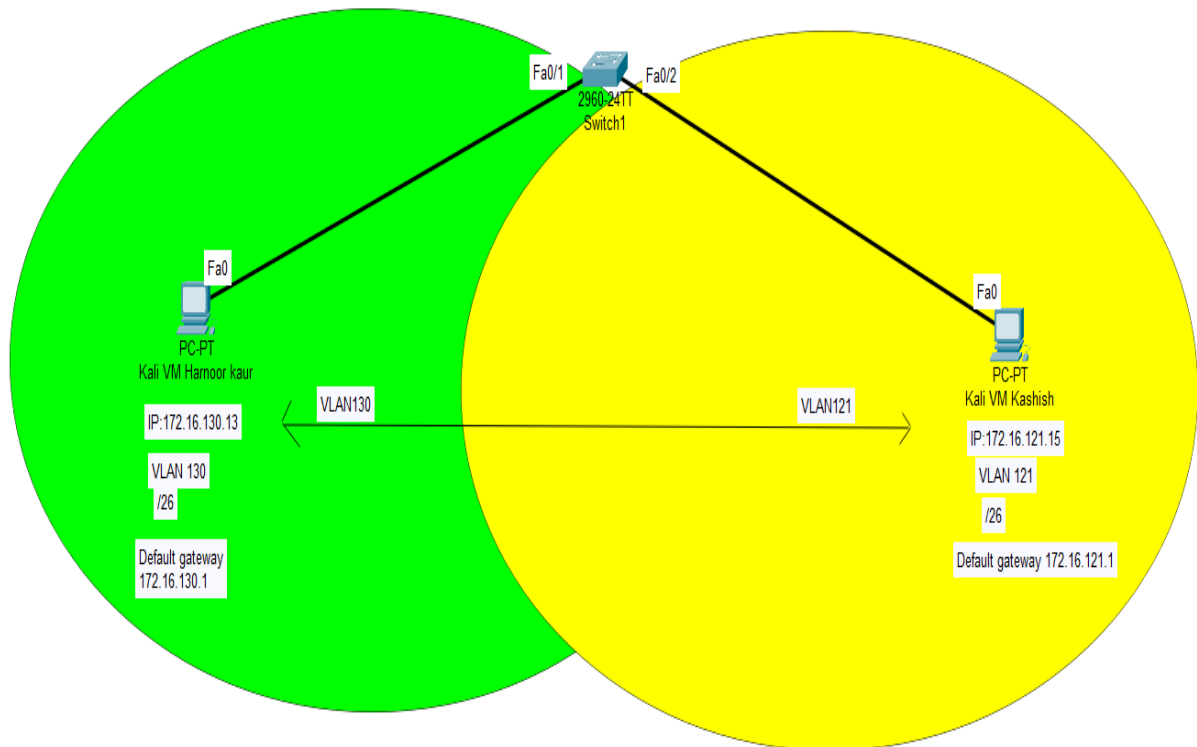 Fa0/1
Fa0/2
2960-24TT
Switch1
Fa0
PC-PT
Kali VM Harnoor kaur
IP:172.16.130.13
VLAN 130
/26
Default gateway
172.16.130.1
VLAN130
VLAN121
Fa0
PC-PT
Kali VM Kashish
IP:172.16.121.15
VLAN 121
/26
Default gateway 172.16.121.1